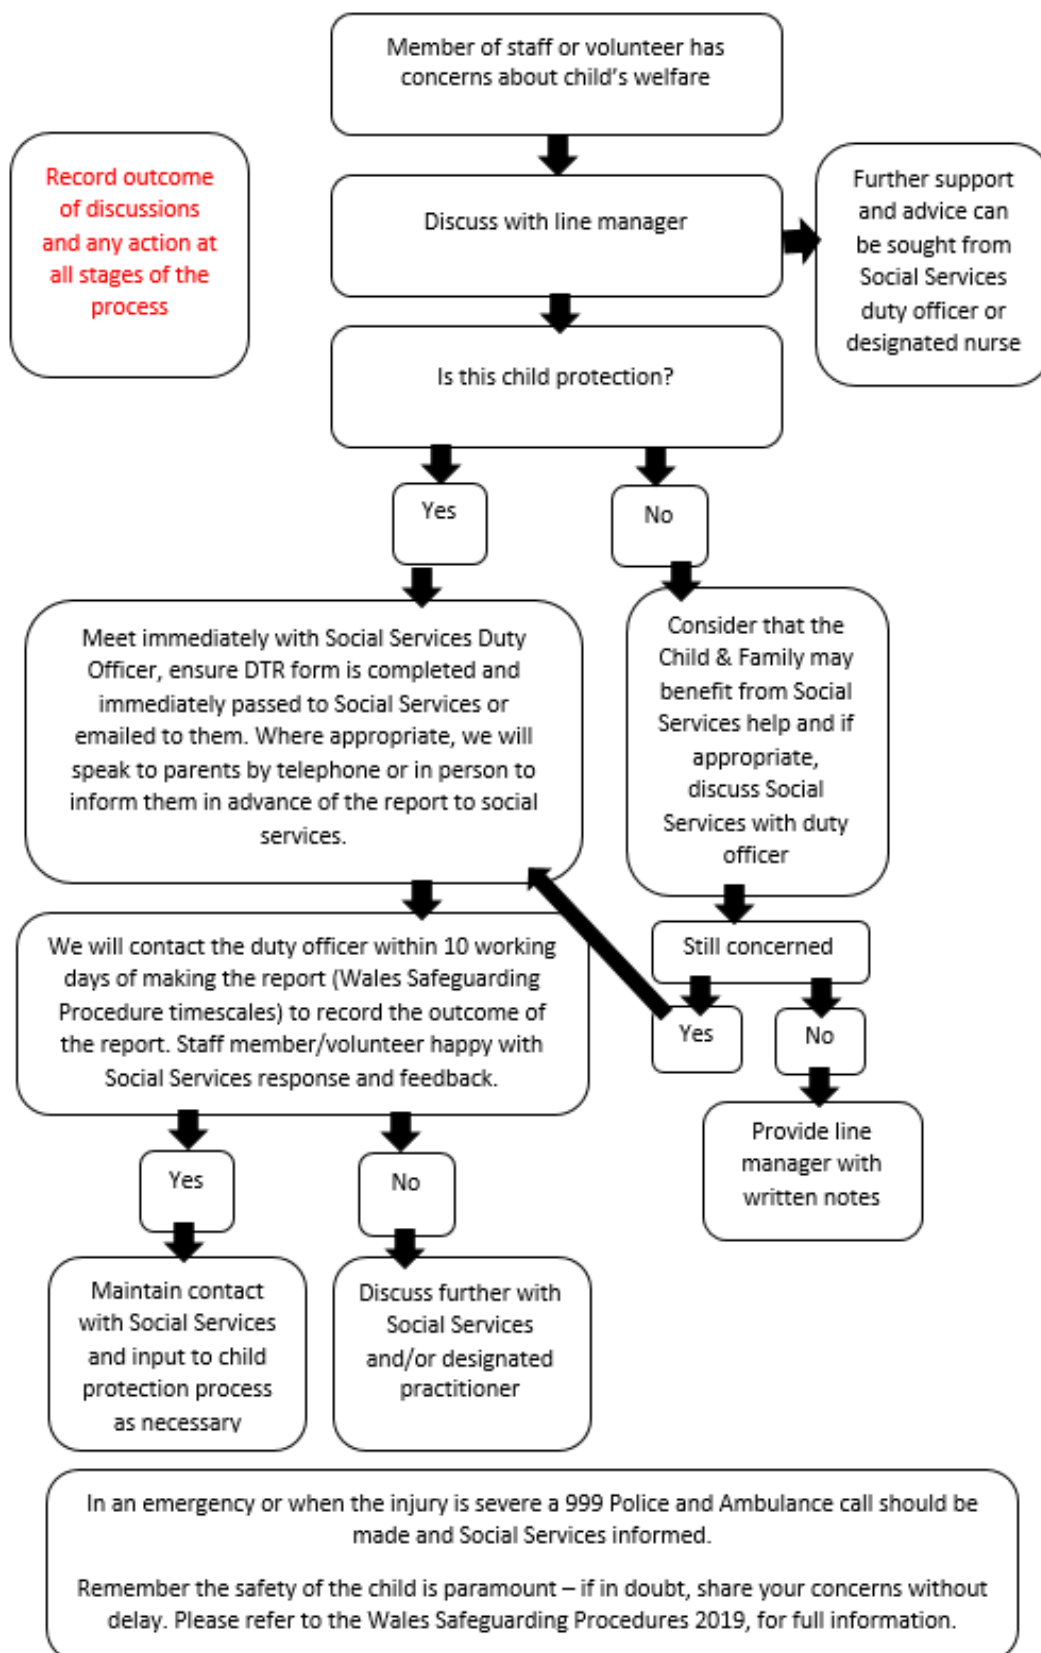 Member of staff or volunteer has
concerns about child's welfare
Record outcome
of discussions
and any action at
all stages of the
process
Discuss with line manager
Further support
and advice can
be sought from
Social Services
duty officer or
designated nurse
Is this child protection?
Yes
No
Meet immediately with Social Services Duty
Officer, ensure DTR form is completed and
immediately passed to Social Services or
emailed to them. Where appropriate, we will
speak to parents by telephone or in person to
inform them in advance of the report to social
services.
Consider that the
Child & Family may
benefit from Social
Services help and if
appropriate,
discuss Social
Services with duty
officer
We will contact the duty officer within 10 working
days of making the report (Wales Safeguarding
Procedure timescales) to record the outcome of
the report. Staff member/volunteer happy with
Social Services response and feedback.
Still concerned
Yes
No
Provide line
manager with
written notes
Yes
No
Maintain contact
with Social Services
and input to child
protection process
as necessary
Discuss further with
Social Services
and/or designated
practitioner
In an emergency or when the injury is severe a 999 Police and Ambulance call should be
made and Social Services informed.
Remember the safety of the child is paramount – if in doubt, share your concerns without
delay. Please refer to the Wales Safeguarding Procedures 2019, for full information.